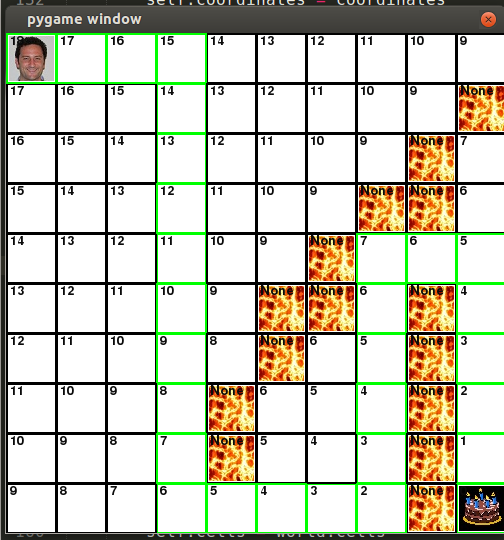 self.coordinates = coordinates
pygame window
18 17 16 15 14 13 12 11 10 9
17 16 15 14 13 12 11 10 9 None
16 15 14 13 12 11 10 9 None 7
15 14 13 12 11 10 9 None None 6
14 13 12 11 10 9 None 7 6 5
13 12 11 10 9 None None 6 None 4
12 11 10 9 8 None 6 5 None 3
11 10 9 8 None 6 5 4 None 2
10 9 8 7 None 5 4 3 None 1
9 8 7 6 5 4 3 2 None
self.cells = world.cells